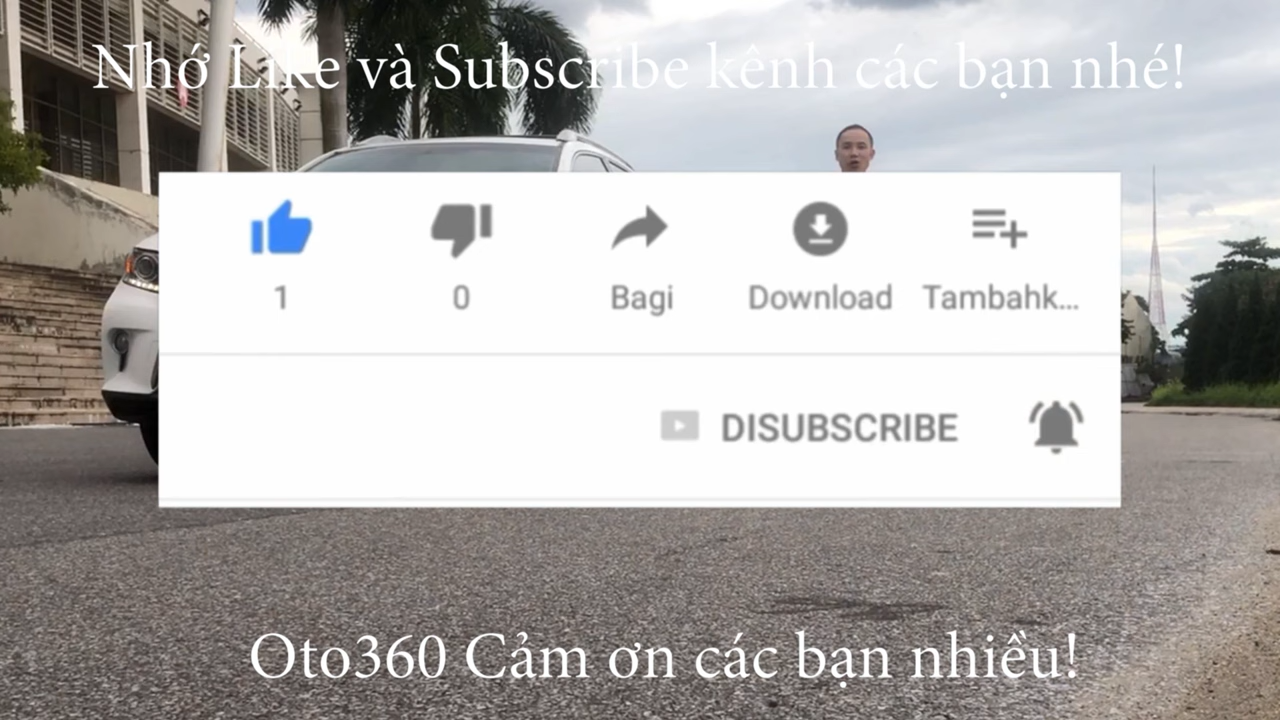 Nhớ Like và Subscribe kênh các bạn nhé!
1
0
Bagi
Download
Tambahk...
DISUBSCRIBE
Oto360 Cảm ơn các bạn nhiều!